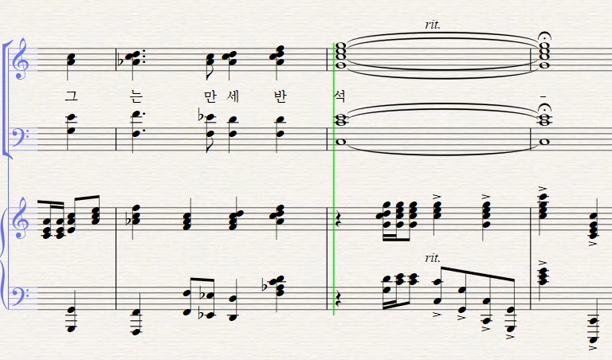 rit.
그 는 만 세 반 석 -
rit.